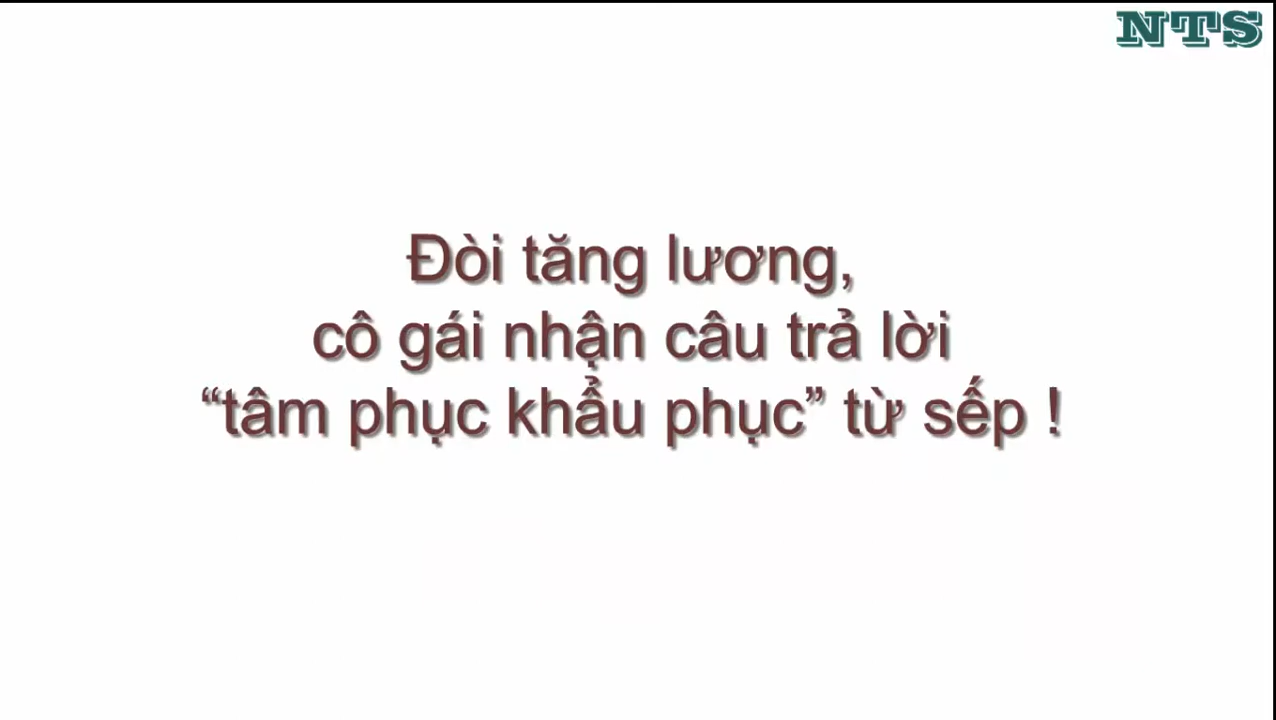 NTS
Đòi tăng lương,
cô gái nhận câu trả lời
“tâm phục khẩu phục” từ sếp !